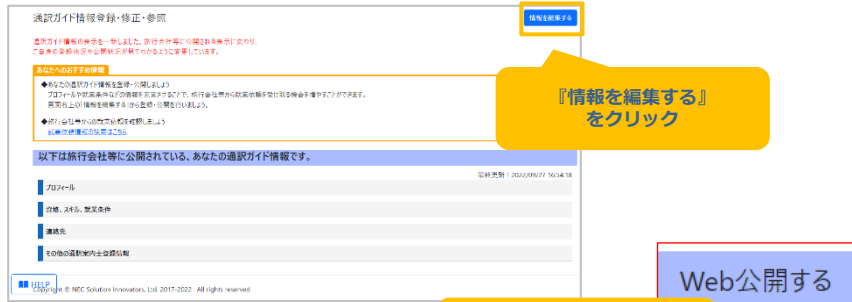 通訳ガイド情報登録・修正・参照
情報を編集する
通訳ガイド情報の表示を一新しました。旅行会社等に公開される表示に変わり、
ご自身の登録状況や公開状況が見てわかるように変更しています。
あなたへのおすすめ情報
◆あなたの通訳ガイド情報を登録・公開しましょう
プロフィールや就業条件などの情報を充実させることで、旅行会社等から就業依頼を受け取る機会を増やすことができます。
画面右上の「情報を編集する」から登録・公開を行いましょう。
◆旅行会社等からの就業依頼を確認しましょう
就業依頼情報の検索はこちら
『情報を編集する』
をクリック
以下は旅行会社等に公開されている、あなたの通訳ガイド情報です。
最終更新：2022/09/27 16:54:18
プロフィール
資格、スキル、就業条件
連絡先
その他の通訳案内士登録情報
HELP
Copyright © NEC Solution Innovators, Ltd. 2017-2022 . All rights reserved
Web公開する